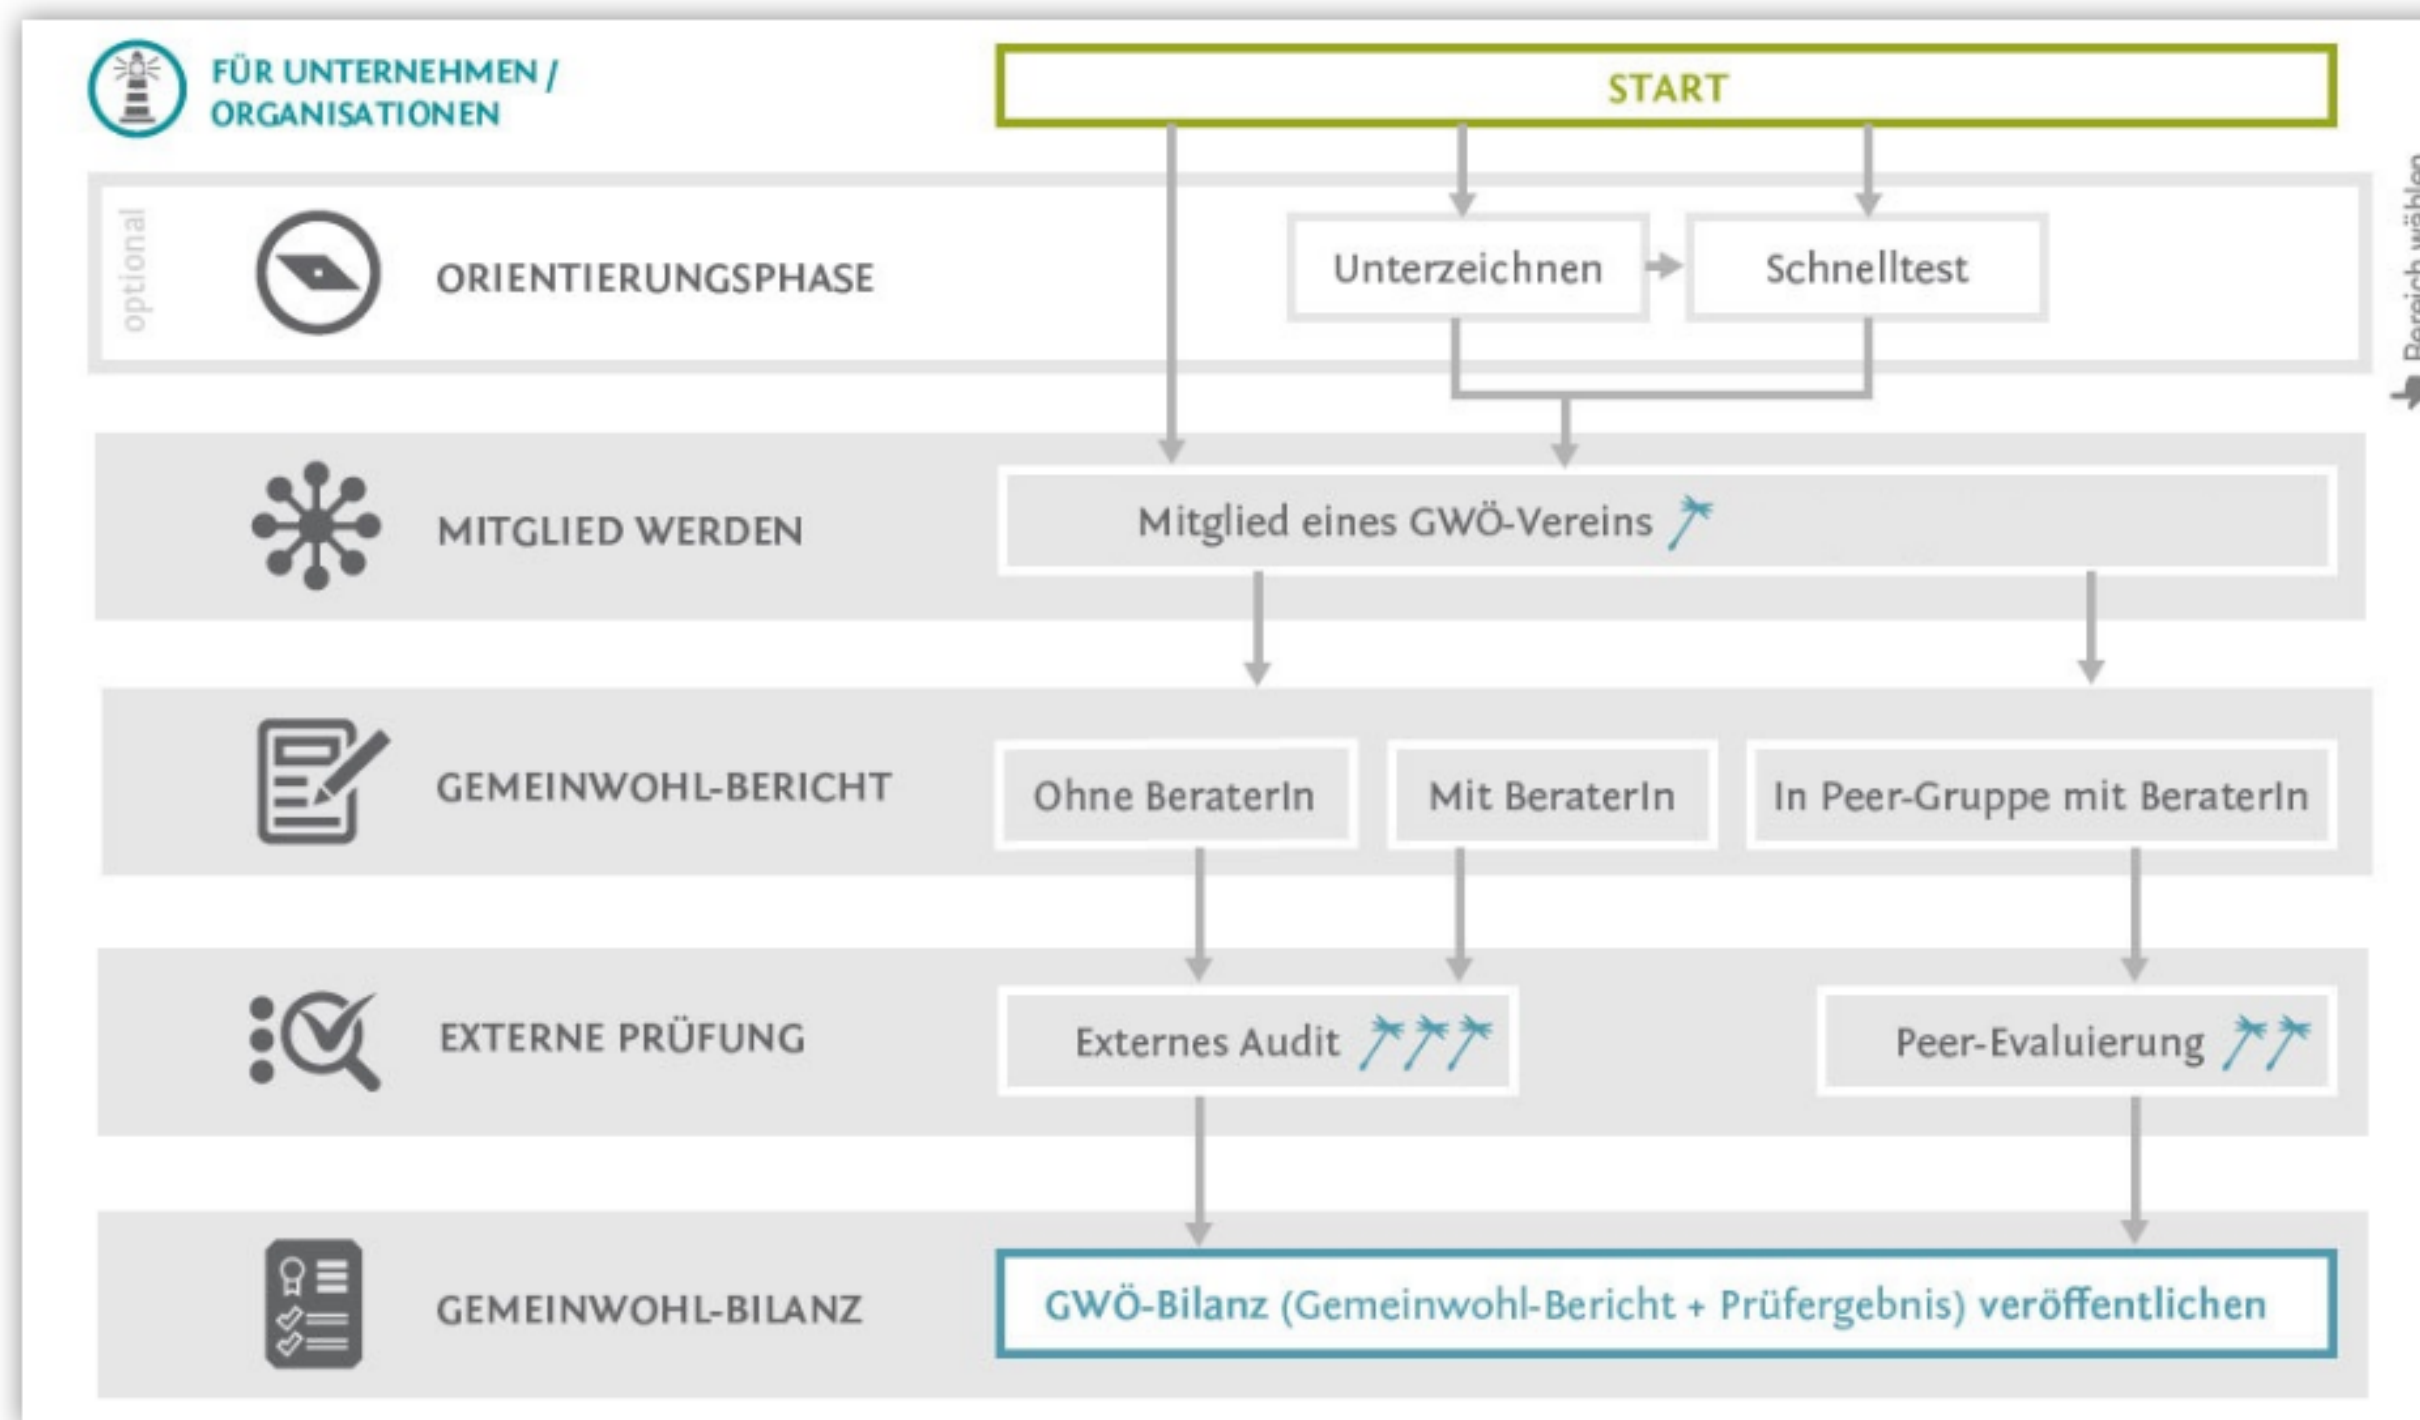 FÜR UNTERNEHMEN /
ORGANISATIONEN
START
optional
ORIENTIERUNGSPHASE
Unterzeichnen
Schnelltest
Bereich wählen
MITGLIED WERDEN
Mitglied eines GWÖ-Vereins
GEMEINWOHL-BERICHT
Ohne BeraterIn
Mit BeraterIn
In Peer-Gruppe mit BeraterIn
EXTERNE PRÜFUNG
Externes Audit
Peer-Evaluierung
GEMEINWOHL-BILANZ
GWÖ-Bilanz (Gemeinwohl-Bericht + Prüfergebnis) veröffentlichen